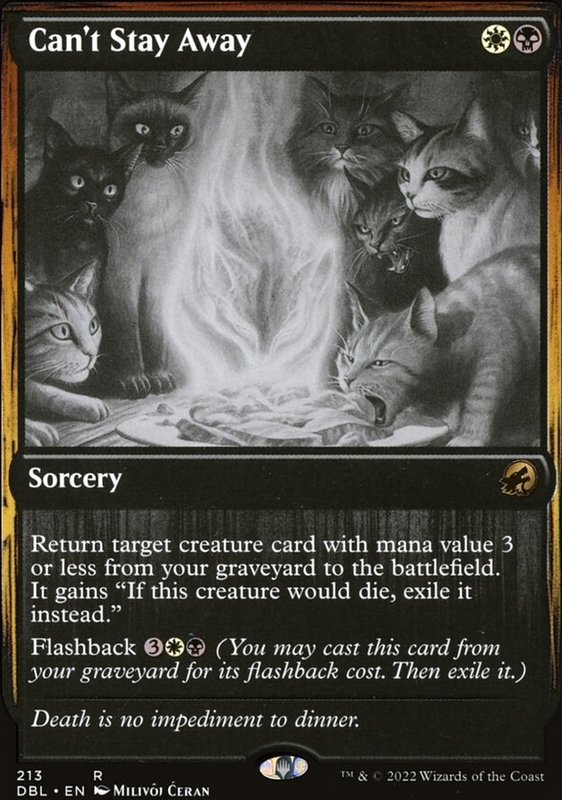 Can't Stay Away
Sorcery
Return target creature card with mana value 3
or less from your graveyard to the battlefield.
It gains “If this creature would die, exile it
instead.”
Flashback 3 (You may cast this card from
your graveyard for its flashback cost. Then exile it.)
Death is no impediment to dinner.
213 R
DBL • EN Milivôj Ćeran
™ & © 2022 Wizards of the Coast